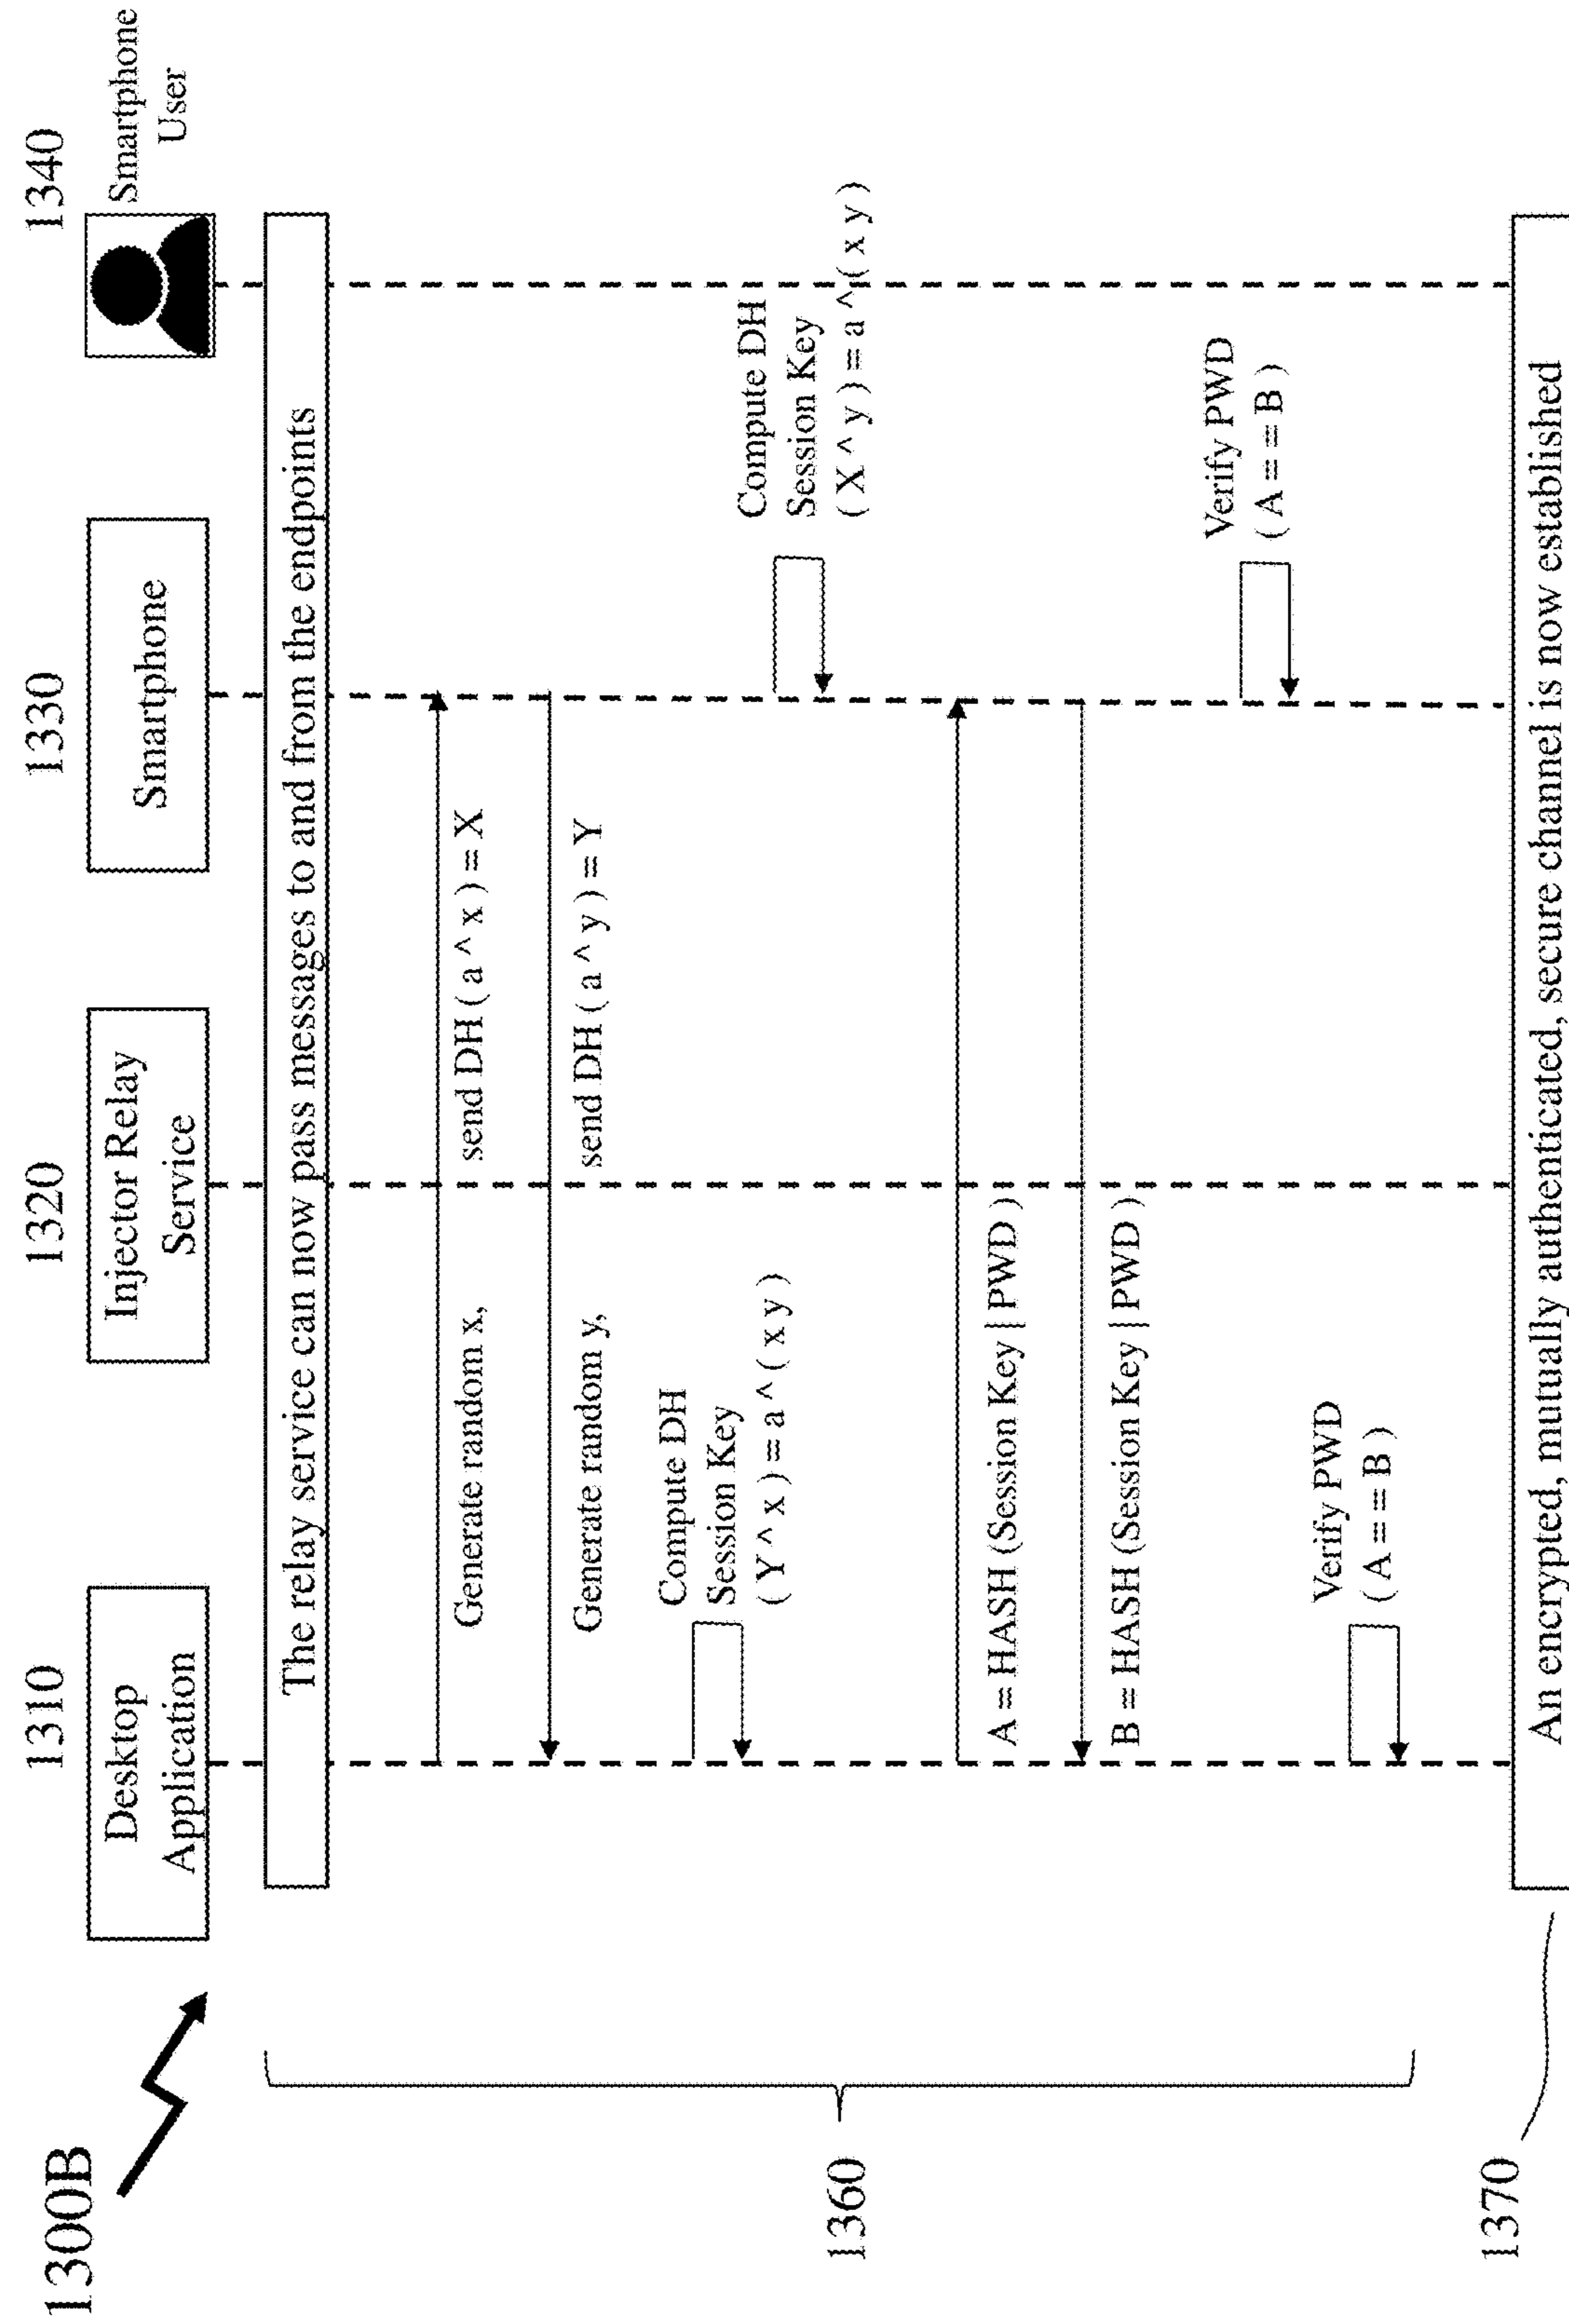 1300B
1310
1320
1330
1340
Desktop
Application
Injector Relay
Service
Smartphone
Smartphone
User
The relay service can now pass messages to and from the endpoints
Generate random x,
send DH ( a ^ x ) = X
Generate random y,
send DH ( a ^ y ) = Y
Compute DH
Session Key
( Y ^ x ) = a ^ ( x y )
Compute DH
Session Key
( X ^ y ) = a ^ ( x y )
A = HASH (Session Key | PWD )
B = HASH (Session Key | PWD )
Verify PWD
( A = = B )
Verify PWD
( A = = B )
1360
An encrypted, mutually authenticated, secure channel is now established
1370